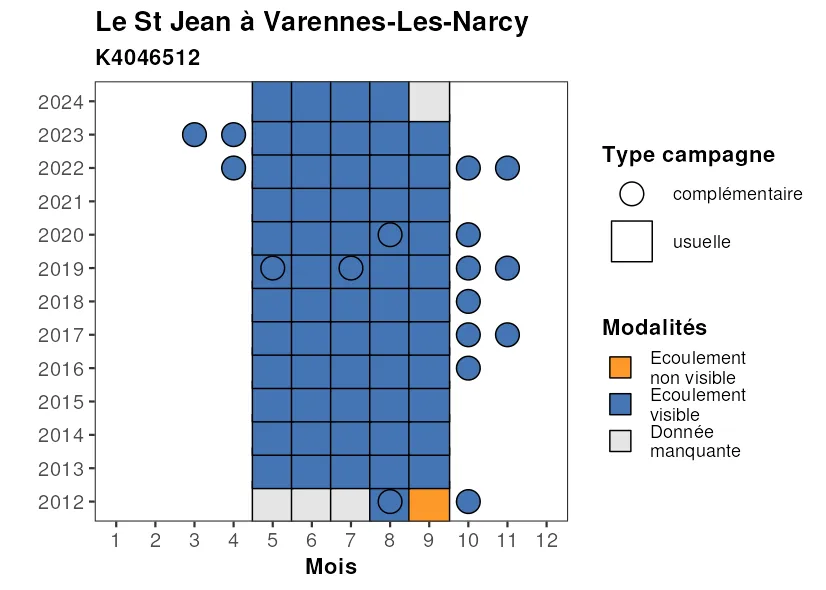 Le St Jean à Varennes-Les-Narcy
K4046512
2024
2023
2022
2021
2020
2019
2018
2017
2016
2015
2014
2013
2012
1 2 3 4 5 6 7 8 9 10 11 12
Mois
Type campagne
complémentaire
usuelle
Modalités
Ecoulement
non visible
Ecoulement
visible
Donnée
manquante